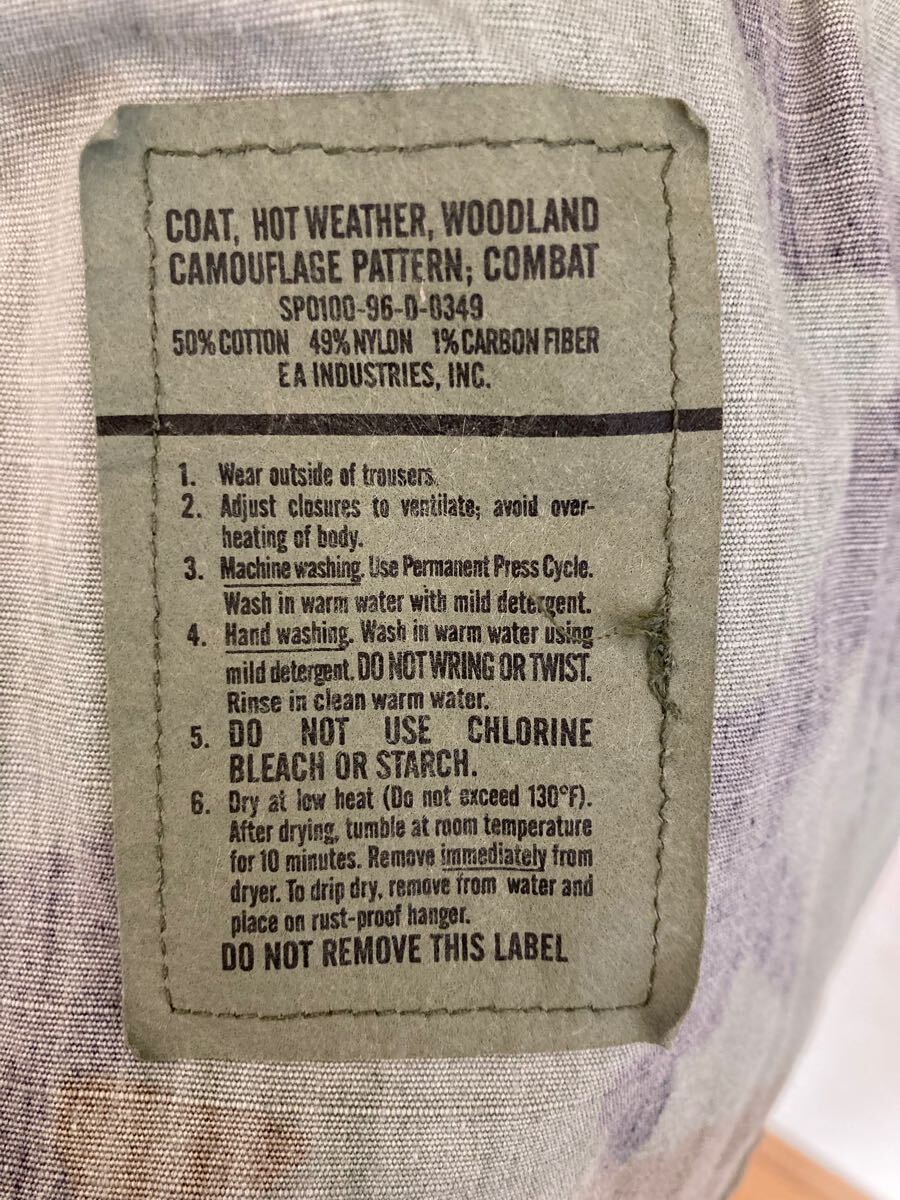 COAT, HOT WEATHER, WOODLAND
CAMOUFLAGE PATTERN; COMBAT
SPO100-96-D-0349
50% COTTON 49% NYLON 1% CARBON FIBER
EA INDUSTRIES, INC.
1. Wear outside of trousers.
2. Adjust closures to ventilate; avoid over-
heating of body.
3. Machine washing. Use Permanent Press Cycle.
Wash in warm water with mild detergent.
4. Hand washing. Wash in warm water using
mild detergent. DO NOT WRING OR TWIST.
Rinse in clean warm water.
5. DO NOT USE CHLORINE
BLEACH OR STARCH.
6. Dry at low heat (Do not exceed 130°F).
After drying, tumble at room temperature
for 10 minutes. Remove immediately from
dryer. To drip dry, remove from water and
place on rust-proof hanger.
DO NOT REMOVE THIS LABEL